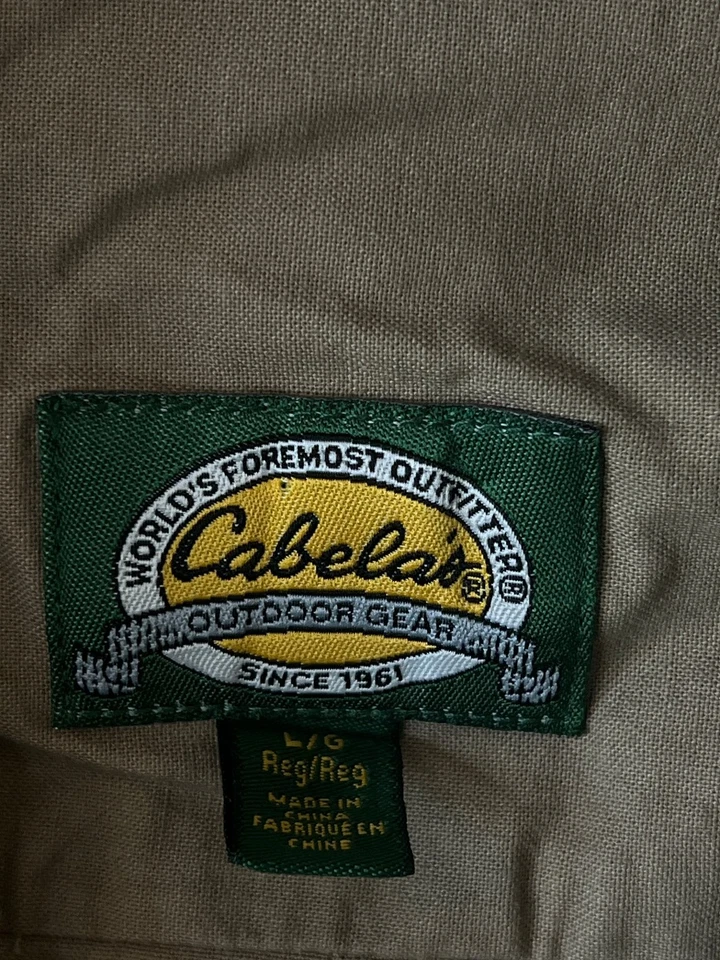 WORLD'S FOREMOST OUTFITTER®
Cabela's®
OUTDOOR GEAR
SINCE 1961
L/G
Reg/Reg
MADE IN
CHINA
FABRIQUÉ EN
CHINE